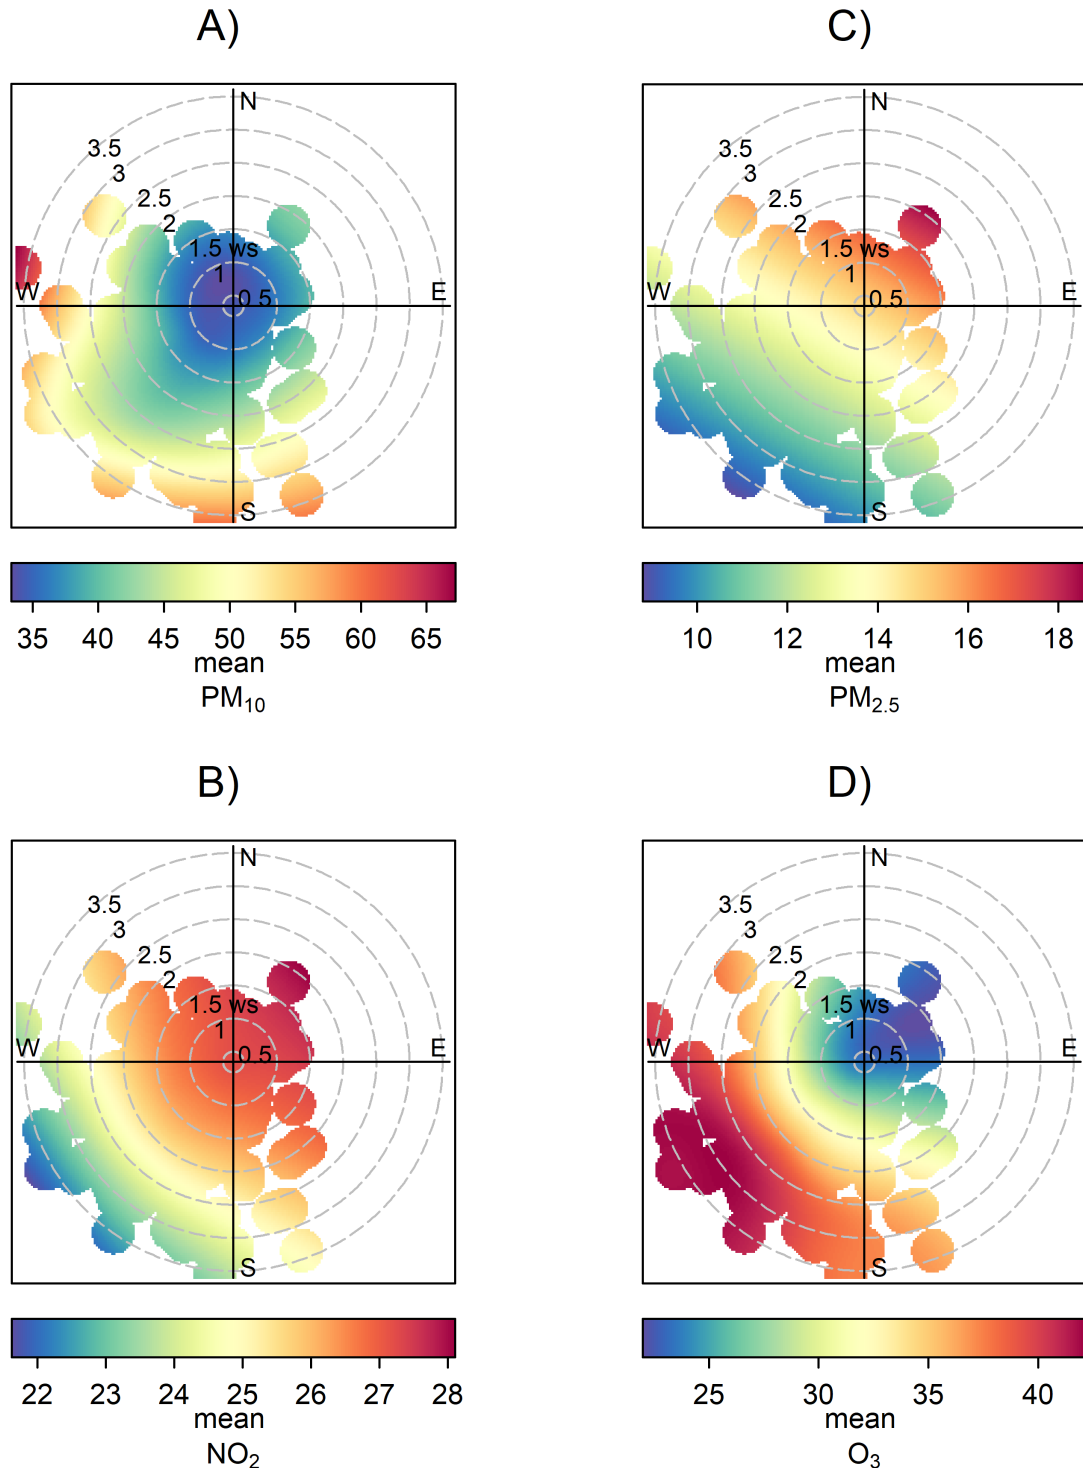 A)
N
3.5
3
2.5
2
1.5 ws
1
0.5
W
E
S
35 40 45 50 55 60 65
mean
PM₁₀
C)
N
3.5
3
2.5
2
1.5 ws
1
0.5
W
E
S
10 12 14 16 18
mean
PM₂.₅
B)
N
3.5
3
2.5
2
1.5 ws
1
0.5
W
E
S
22 23 24 25 26 27 28
mean
NO₂
D)
N
3.5
3
2.5
2
1.5 ws
1
0.5
W
E
S
25 30 35 40
mean
O₃